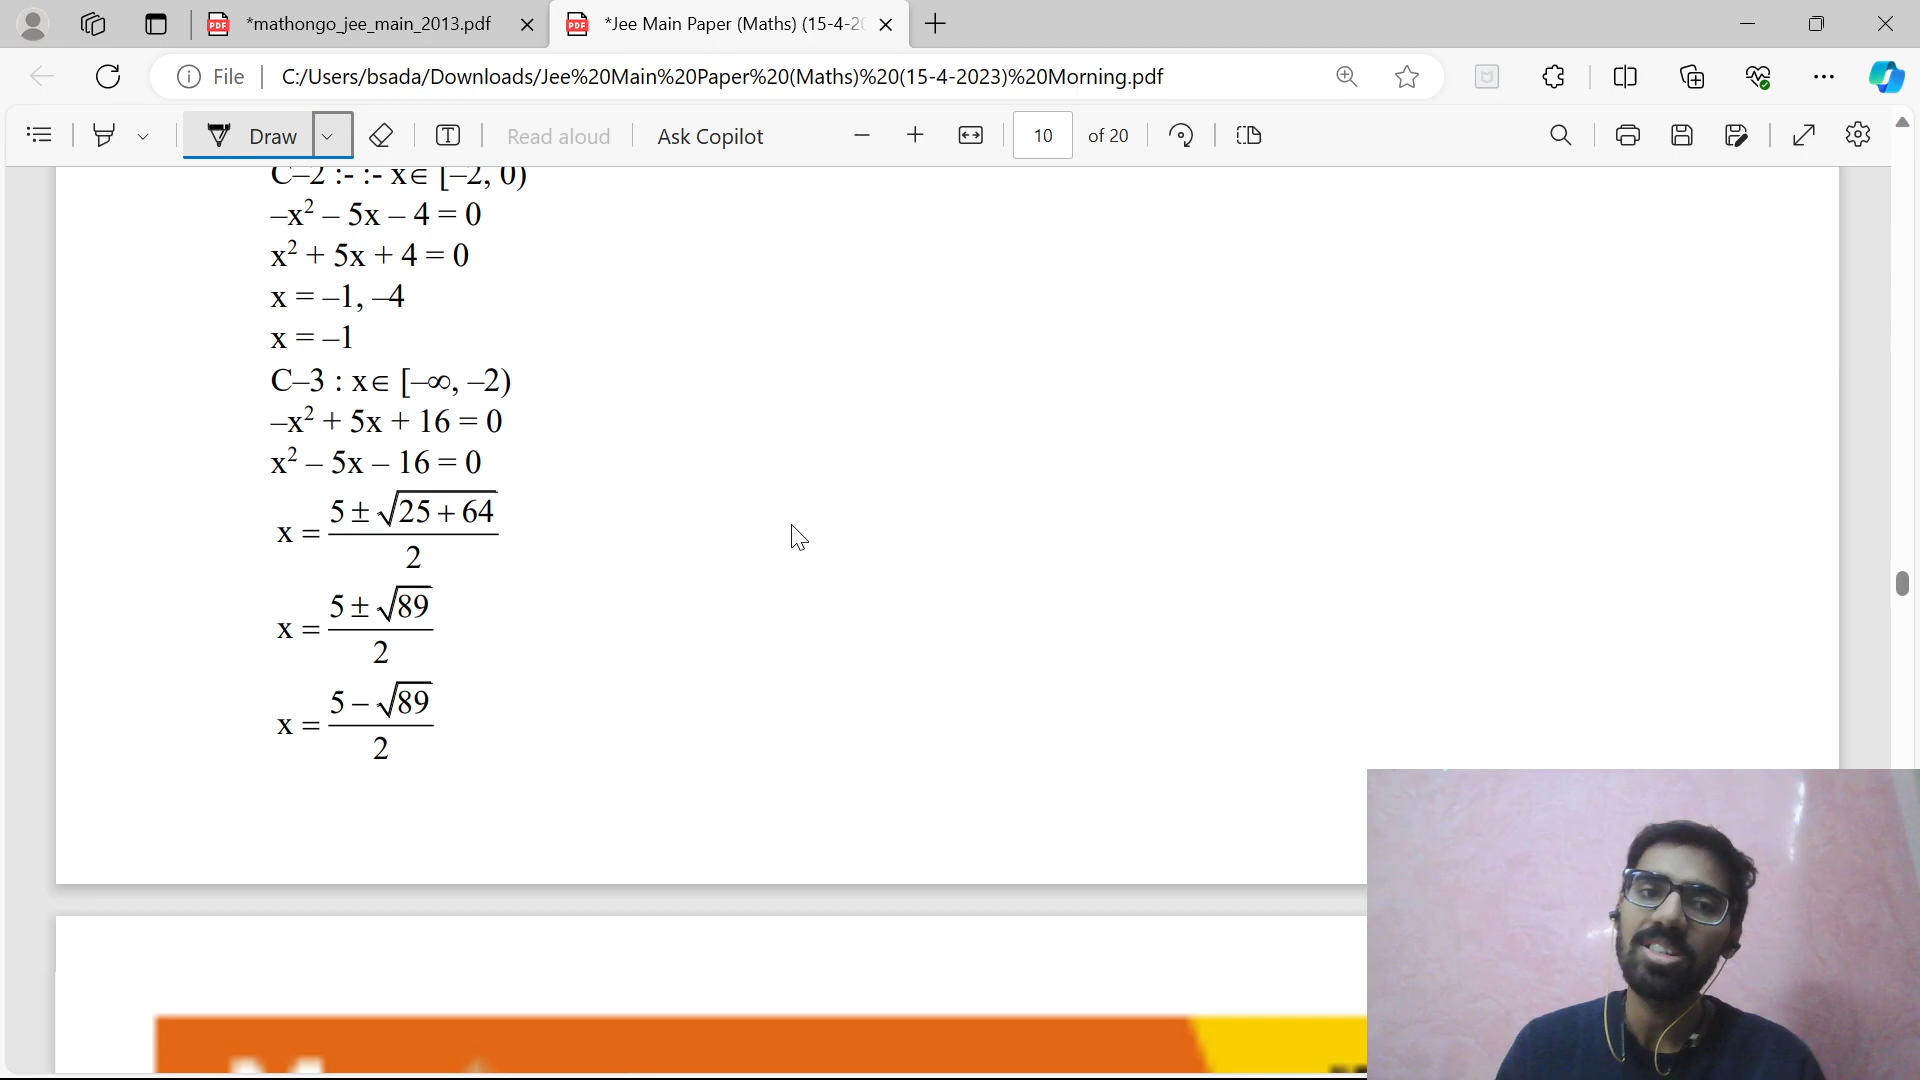 *mathongo_jee_main_2013.pdf
*Jee Main Paper (Maths) (15-4-20
File
C:/Users/bsada/Downloads/Jee%20Main%20Paper%20(Maths)%20(15-4-2023)%20Morning.pdf
Draw
Read aloud
Ask Copilot
10 of 20
C–2 :- :- x∈ [–2, 0)
–x² – 5x – 4 = 0
x² + 5x + 4 = 0
x = –1, –4
x = –1
C–3 : x∈ [–∞, –2)
–x² + 5x + 16 = 0
x² – 5x – 16 = 0
x = (5 ± √(25 + 64))/2
x = (5 ± √89)/2
x = (5 – √89)/2